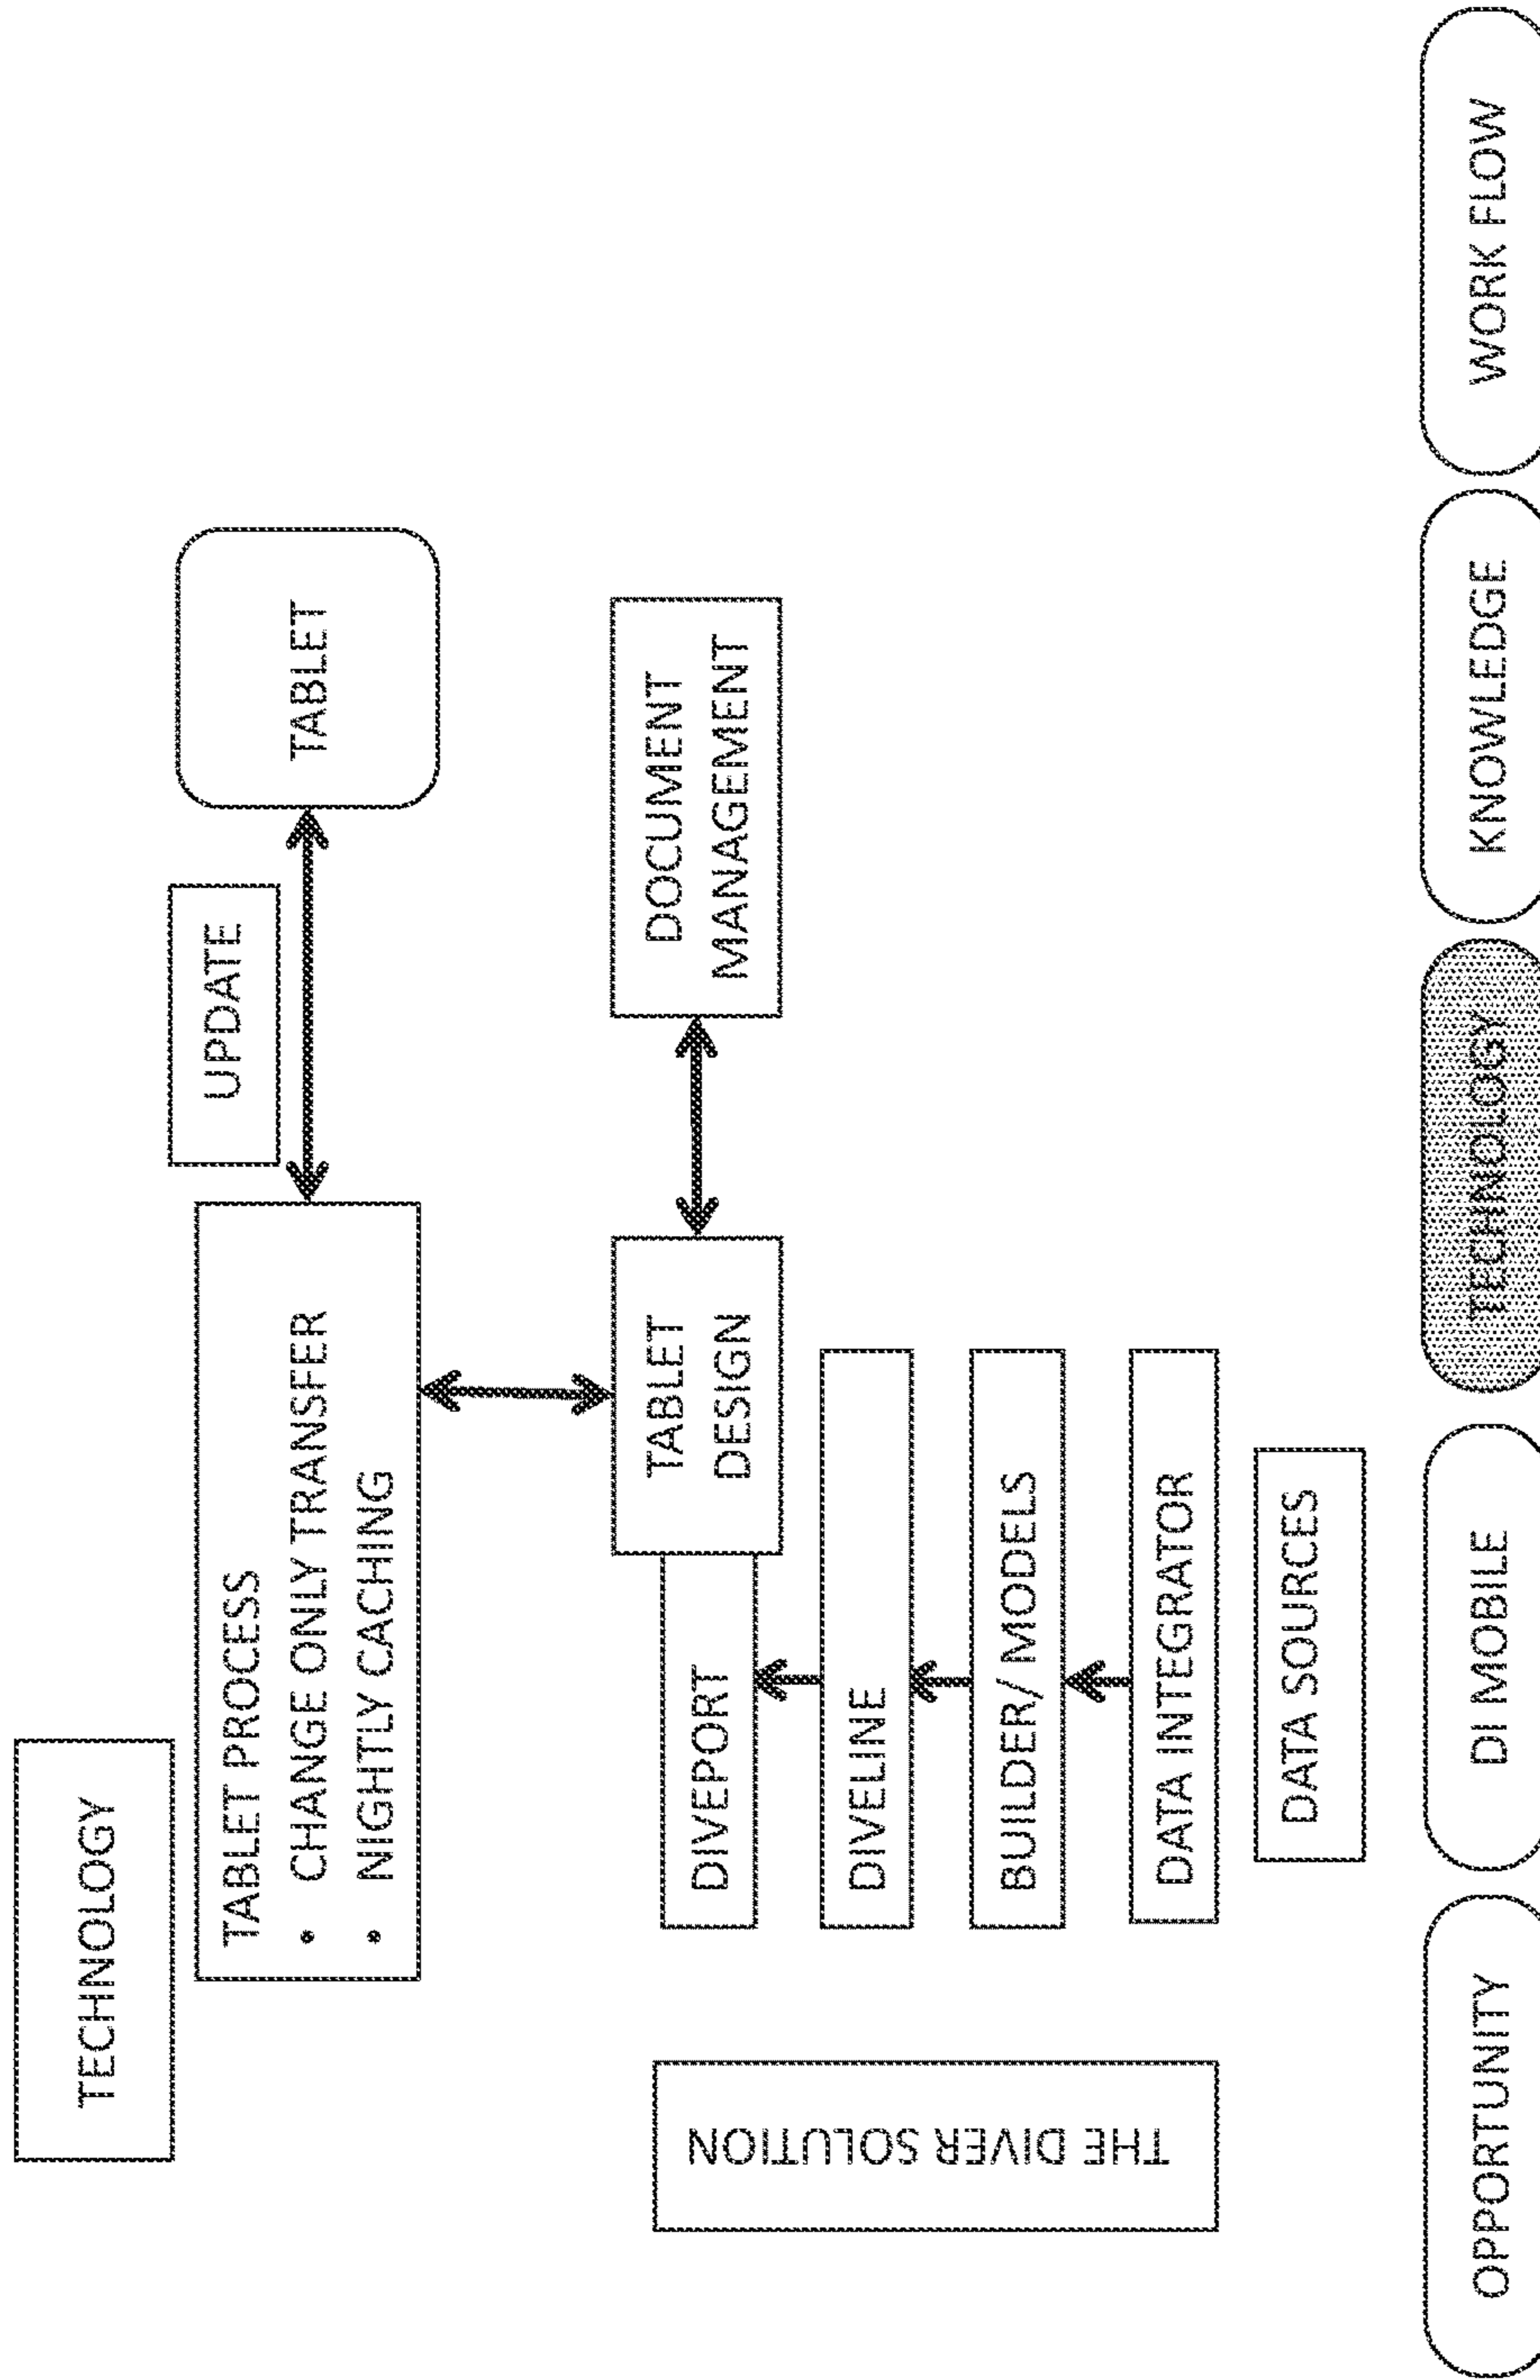 TECHNOLOGY
TABLET PROCESS
• CHANGE ONLY TRANSFER
• NIGHTLY CACHING
UPDATE
TABLET
THE DIVER SOLUTION
DIVEPORT
TABLET
DESIGN
DOCUMENT
MANAGEMENT
DIVELINE
BUILDER/ MODELS
DATA INTEGRATOR
DATA SOURCES
OPPORTUNITY
DI MOBILE
TECHNOLOGY
KNOWLEDGE
WORK FLOW